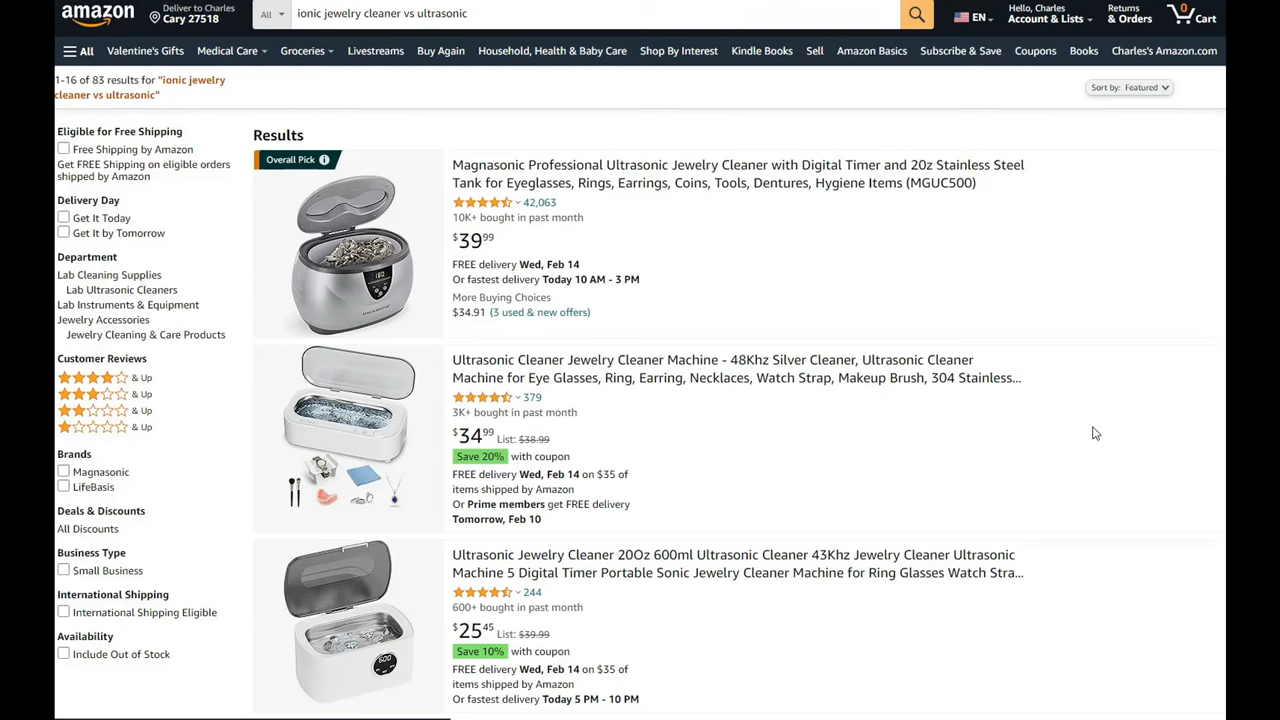 amazon
Deliver to Charles
Cary 27518
All
ionic jewelry cleaner vs ultrasonic
EN
Hello, Charles
Account & Lists
Returns
& Orders
0
Cart
All
Valentine's Gifts
Medical Care
Groceries
Livestreams
Buy Again
Household, Health & Baby Care
Shop By Interest
Kindle Books
Sell
Amazon Basics
Subscribe & Save
Coupons
Books
Charles's Amazon.com
1-16 of 83 results for "ionic jewelry
cleaner vs ultrasonic"
Sort by: Featured
Eligible for Free Shipping
Free Shipping by Amazon
Get FREE Shipping on eligible orders
shipped by Amazon
Delivery Day
Get It Today
Get It by Tomorrow
Department
Lab Cleaning Supplies
Lab Ultrasonic Cleaners
Lab Instruments & Equipment
Jewelry Accessories
Jewelry Cleaning & Care Products
Customer Reviews
& Up
& Up
& Up
& Up
Brands
Magnasonic
LifeBasis
Deals & Discounts
All Discounts
Business Type
Small Business
International Shipping
International Shipping Eligible
Availability
Include Out of Stock
Results
Overall Pick
Magnasonic Professional Ultrasonic Jewelry Cleaner with Digital Timer and 20z Stainless Steel
Tank for Eyeglasses, Rings, Earrings, Coins, Tools, Dentures, Hygiene Items (MGUC500)
42,063
10K+ bought in past month
$39.99
FREE delivery Wed, Feb 14
Or fastest delivery Today 10 AM - 3 PM
More Buying Choices
$34.91 (3 used & new offers)
180
MAGNASONIC
Ultrasonic Cleaner Jewelry Cleaner Machine - 48Khz Silver Cleaner, Ultrasonic Cleaner
Machine for Eye Glasses, Ring, Earring, Necklaces, Watch Strap, Makeup Brush, 304 Stainless...
379
3K+ bought in past month
$34.99 List: $38.99
Save 20% with coupon
FREE delivery Wed, Feb 14 on $35 of
items shipped by Amazon
Or Prime members get FREE delivery
Tomorrow, Feb 10
Ultrasonic Jewelry Cleaner 20Oz 600ml Ultrasonic Cleaner 43Khz Jewelry Cleaner Ultrasonic
Machine 5 Digital Timer Portable Sonic Jewelry Cleaner Machine for Ring Glasses Watch Stra...
244
600+ bought in past month
$25.45 List: $39.99
Save 10% with coupon
FREE delivery Wed, Feb 14 on $35 of
items shipped by Amazon
Or fastest delivery Today 5 PM - 10 PM
600